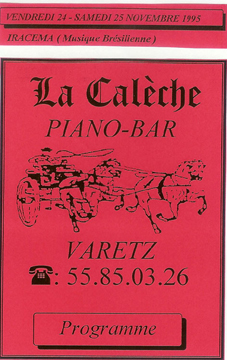 VENDREDI 24 - SAMEDI 25 NOVEMBRE 1995
IRACEMA ( Musique Brésilienne )
La Calèche
PIANO-BAR
VARETZ
☎: 55.85.03.26
Programme